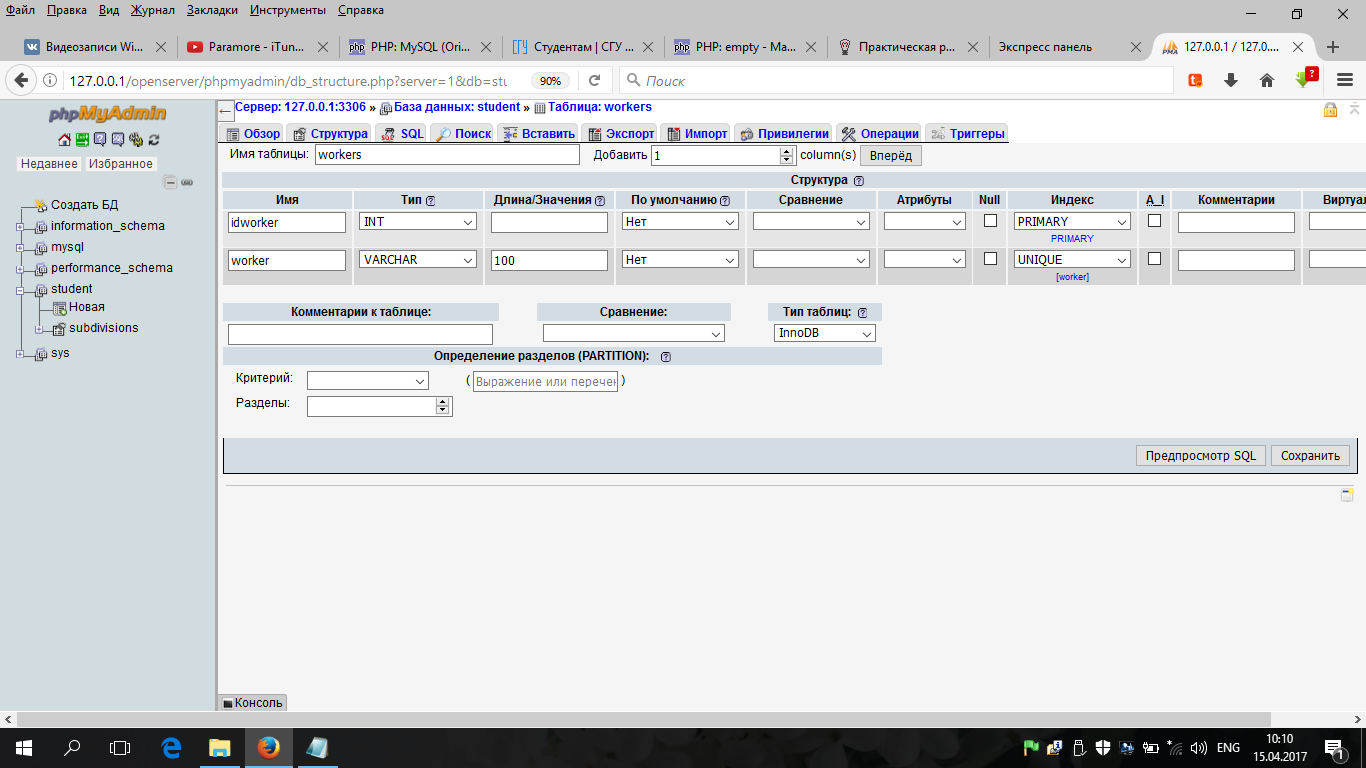 Файл Правка Вид Журнал Закладки Инструменты Справка
Видеозаписи Wi... Paramore - iTun... PHP: MySQL (Ori... Студентам | СГУ ... PHP: empty - Ma... Практическая р... Экспресс панель 127.0.0.1 / 127.0....
127.0.0.1/openserver/phpmyadmin/db_structure.php?server=1&db=stu 90% Поиск
phpMyAdmin
Недавнее Избранное
Создать БД
information_schema
mysql
performance_schema
student
Новая
subdivisions
sys
Сервер: 127.0.0.1:3306 » База данных: student » Таблица: workers
Обзор Структура SQL Поиск Вставить Экспорт Импорт Привилегии Операции Триггеры
Имя таблицы: workers Добавить 1 column(s) Вперёд
Структура
Имя Тип Длина/Значения По умолчанию Сравнение Атрибуты Null Индекс A_I Комментарии Виртуал
idworker INT Нет PRIMARY
PRIMARY
worker VARCHAR 100 Нет UNIQUE
[worker]
Комментарии к таблице: Сравнение: Тип таблиц:
InnoDB
Определение разделов (PARTITION):
Критерий: ( Выражение или перечен )
Разделы:
Предпросмотр SQL Сохранить
Консоль
ENG 10:10
15.04.2017